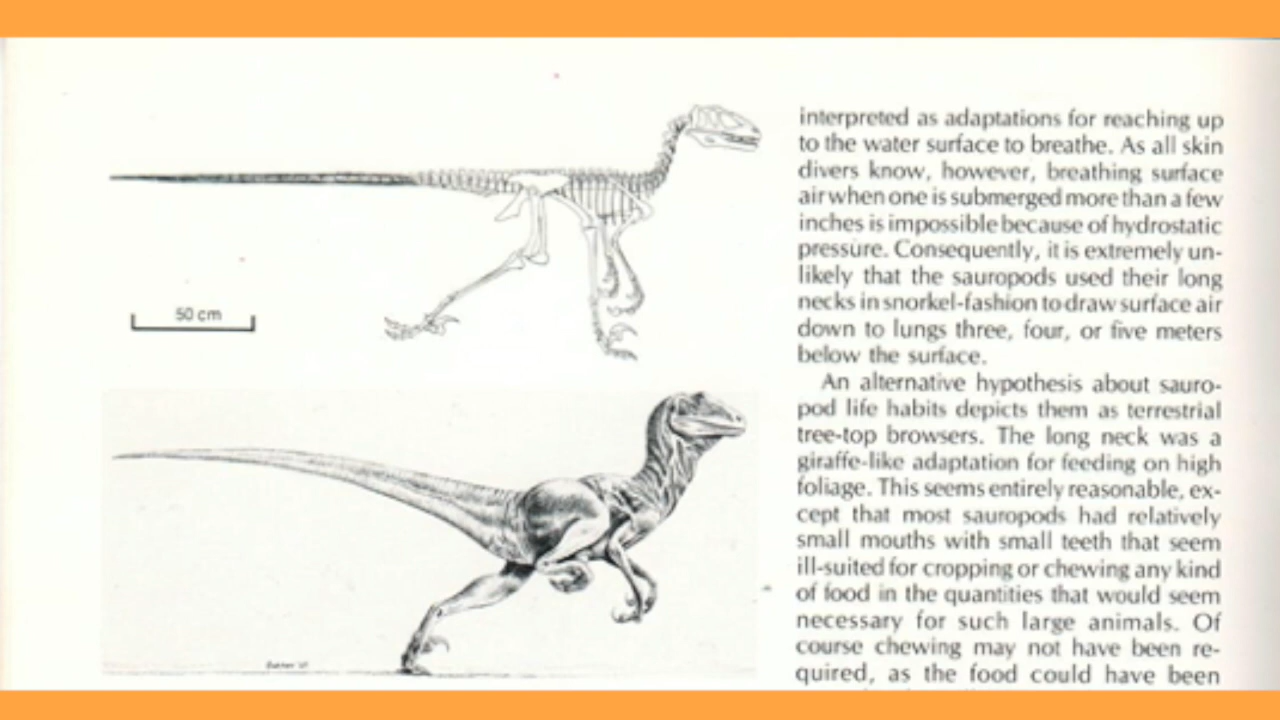 50 cm
interpreted as adaptations for reaching up
to the water surface to breathe. As all skin
divers know, however, breathing surface
air when one is submerged more than a few
inches is impossible because of hydrostatic
pressure. Consequently, it is extremely un-
likely that the sauropods used their long
necks in snorkel-fashion to draw surface air
down to lungs three, four, or five meters
below the surface.
An alternative hypothesis about sauro-
pod life habits depicts them as terrestrial
tree-top browsers. The long neck was a
giraffe-like adaptation for feeding on high
foliage. This seems entirely reasonable, ex-
cept that most sauropods had relatively
small mouths with small teeth that seem
ill-suited for cropping or chewing any kind
of food in the quantities that would seem
necessary for such large animals. Of
course chewing may not have been re-
quired, as the food could have been